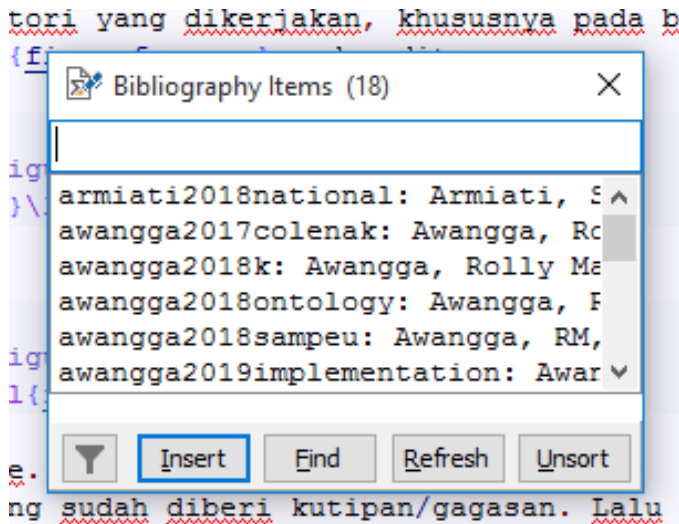 tori yang dikerjakan, khususnya pada b
Bibliography Items (18)
armiati2018national: Armiati, S
awangga2017colenak: Awangga, Ro
awangga2018k: Awangga, Rolly Ma
awangga2018ontology: Awangga, R
awangga2018sampeu: Awangga, RM,
awangga2019implementation: Awan
Insert Find Refresh Unsort
e.
ng sudah diberi kutipan/gagasan. Lalu